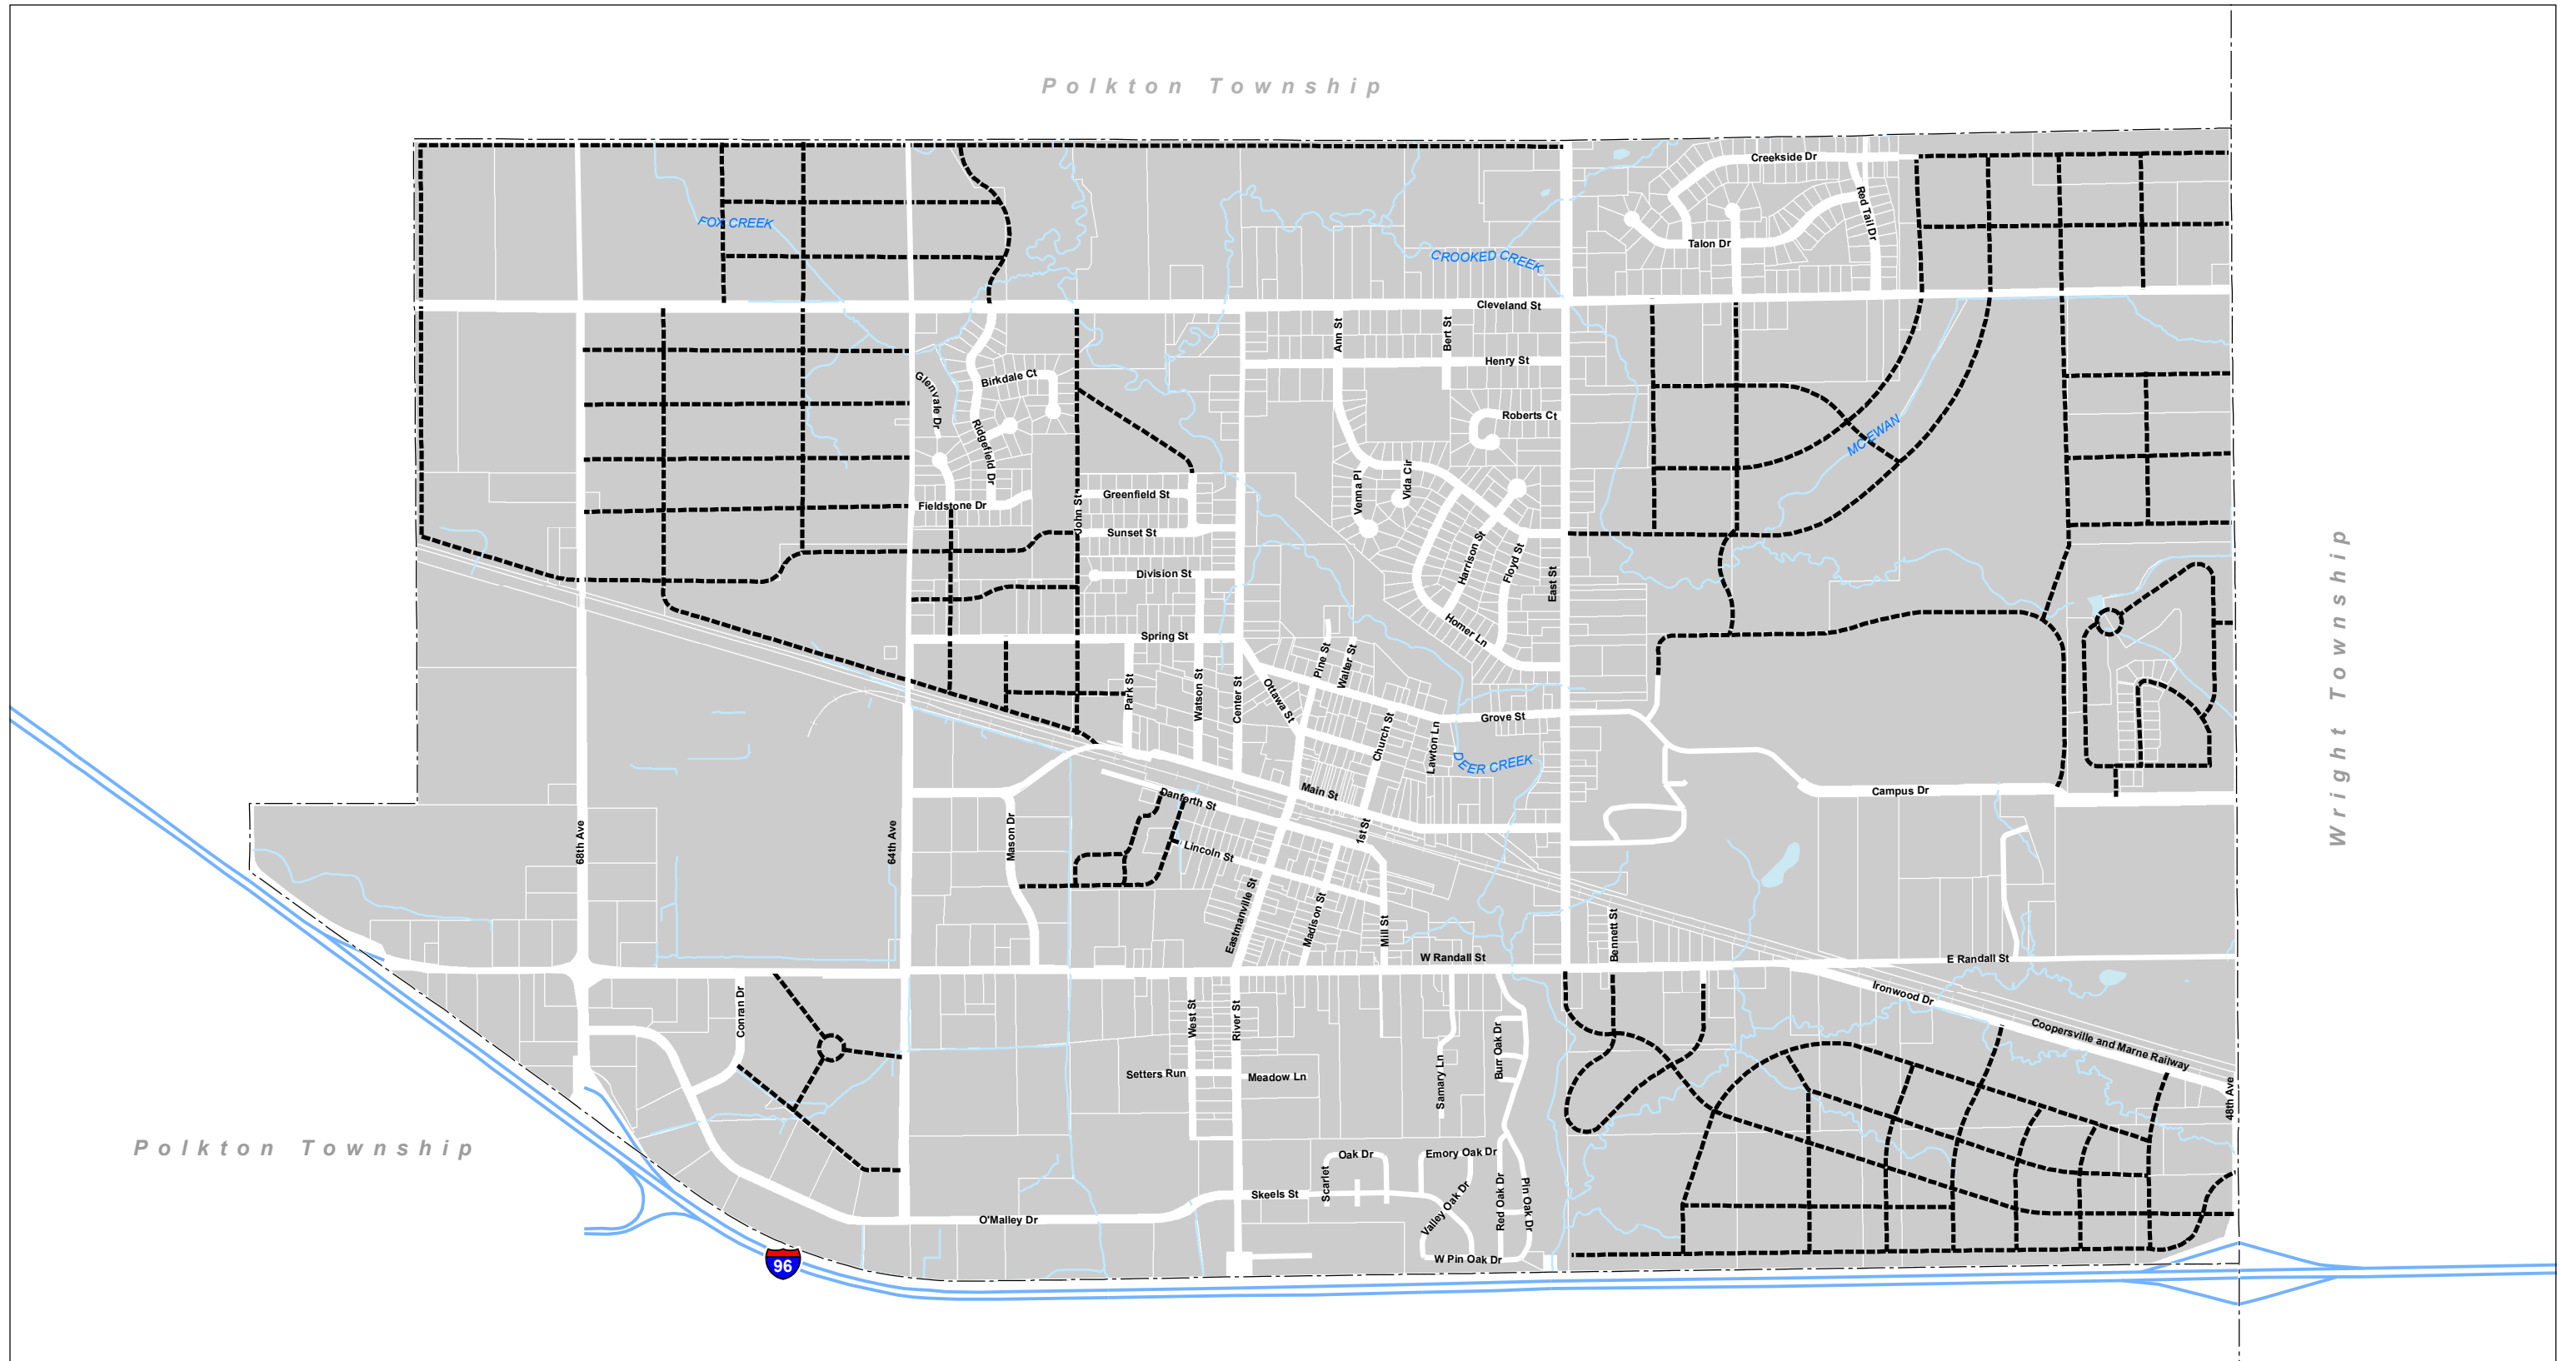 Polkton Township
Creekside Dr
Red Tail Dr
FOX CREEK
Talon Dr
CROOKED CREEK
Cleveland St
Ann St
Bert St
Henry St
Glenvale Dr
Birkdale Ct
Roberts Ct
Ridgefield Dr
MC EWAN
Venna Pl
Vida Cir
Greenfield St
Fieldstone Dr
John St
Sunset St
Harrison St
Floyd St
East St
Division St
Homer Ln
Spring St
Pine St
Walter St
Park St
Watson St
Center St
Ottawa St
Church St
Lawton Ln
Grove St
DEER CREEK
Wright Township
Main St
Danforth St
Campus Dr
68th Ave
64th Ave
Mason Dr
1st St
Lincoln St
Eastmanville St
Madison St
Mill St
Bennett St
W Randall St
E Randall St
Ironwood Dr
Conran Dr
West St
River St
Burr Oak Dr
Coopersville and Marne Railway
Setters Run
Meadow Ln
Samary Ln
48th Ave
Polkton Township
Oak Dr
Emory Oak Dr
Scarlet
Skeels St
Valley Oak Dr
Red Oak Dr
Pin Oak Dr
O'Malley Dr
W Pin Oak Dr
96